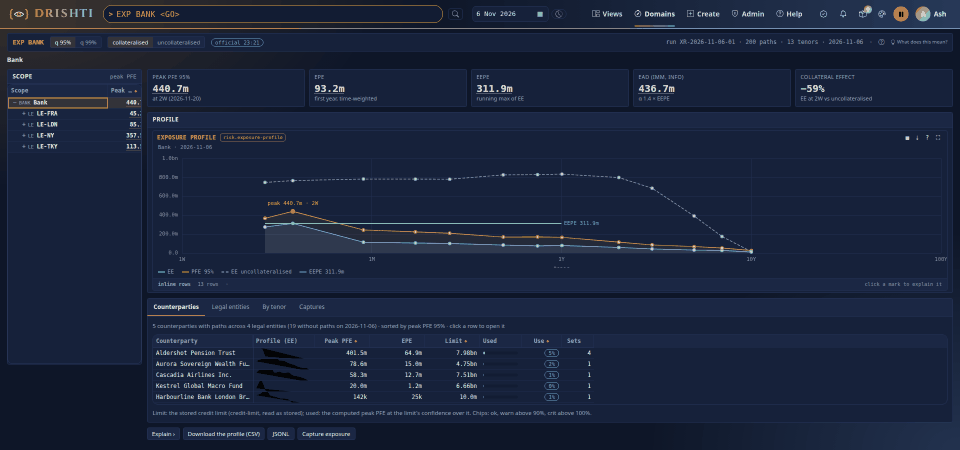 DRISHTI
> EXP BANK <GO>
6 Nov 2026
Views
Domains
Create
Admin
Help
Ash
EXP BANK
q 95%
q 99%
collateralised
uncollateralised
official 23:21
run XR-2026-11-06-01 · 200 paths · 13 tenors · 2026-11-06
What does this mean?
Bank
SCOPE
peak PFE
Scope
Peak …
BANK Bank
440.
LE LE-FRA
45.
LE LE-LDN
85.
LE LE-NY
357.
LE LE-TKY
113.
PEAK PFE 95%
440.7m
at 2W (2026-11-20)
EPE
93.2m
first year, time-weighted
EEPE
311.9m
running max of EE
EAD (IMM, INFO)
436.7m
α 1.4 × EEPE
COLLATERAL EFFECT
−59%
EE at 2W vs uncollateralised
PROFILE
EXPOSURE PROFILE
risk.exposure-profile
Bank · 2026-11-06
1.0bn
800.0m
600.0m
400.0m
200.0m
0.0
peak 440.7m · 2W
EEPE 311.9m
1W
1M
1Y
10Y
100Y
EE
PFE 95%
EE uncollateralised
EEPE 311.9m
inline rows 13 rows
click a mark to explain it
Counterparties
Legal entities
By tenor
Captures
5 counterparties with paths across 4 legal entities (19 without paths on 2026-11-06) · sorted by peak PFE 95% · click a row to open it
Counterparty
Profile (EE)
Peak PFE
EPE
Limit
Used
Use
Sets
Aldershot Pension Trust
401.5m
64.9m
7.98bn
5%
4
Aurora Sovereign Wealth Fu…
78.6m
15.0m
4.75bn
2%
1
Cascadia Airlines Inc.
58.3m
12.7m
7.51bn
1%
1
Kestrel Global Macro Fund
20.0m
1.2m
6.66bn
0%
1
Harbourline Bank London Br…
142k
25k
10.0m
1%
1
Limit: the stored credit limit (credit-limit, read as stored); used: the computed peak PFE at the limit's confidence over it. Chips: ok, warn above 90%, crit above 100%.
Explain ›
Download the profile (CSV)
JSONL
Capture exposure